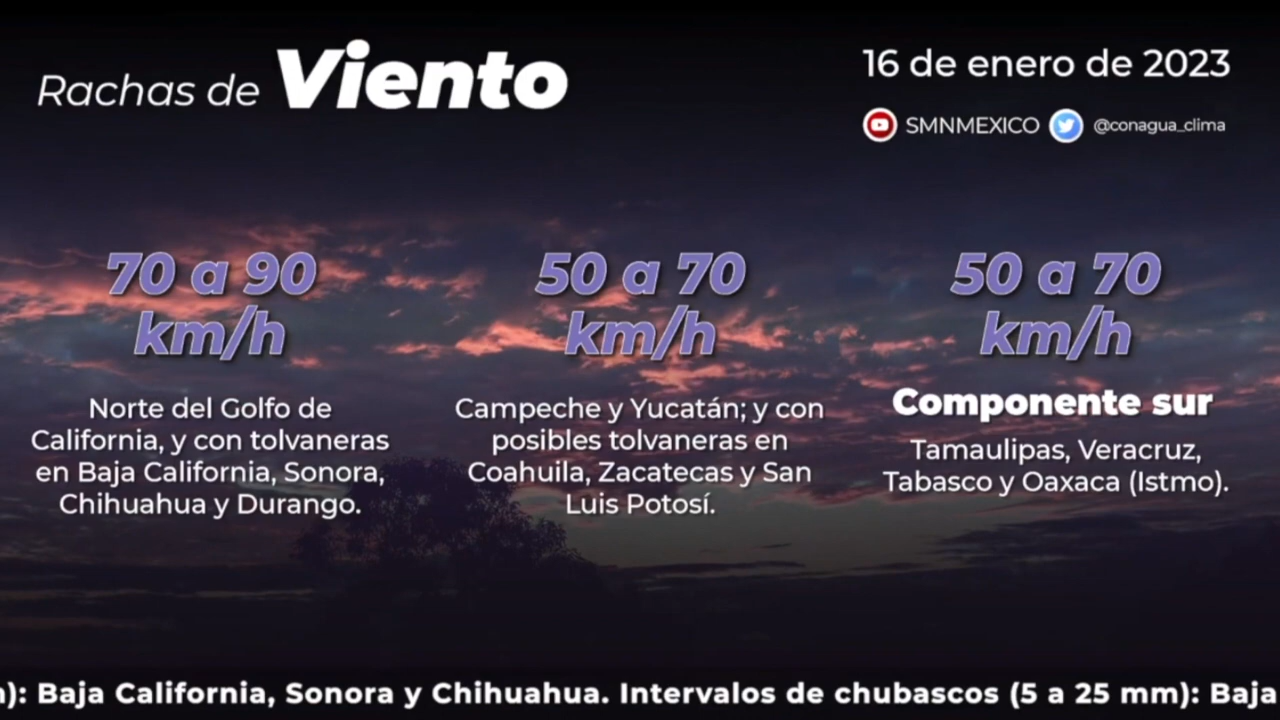 Rachas de Viento
16 de enero de 2023
SMNMEXICO @conagua_clima
70 a 90
km/h
Norte del Golfo de
California, y con tolvaneras
en Baja California, Sonora,
Chihuahua y Durango.
50 a 70
km/h
Campeche y Yucatán; y con
posibles tolvaneras en
Coahuila, Zacatecas y San
Luis Potosí.
50 a 70
km/h
Componente sur
Tamaulipas, Veracruz,
Tabasco y Oaxaca (Istmo).
): Baja California, Sonora y Chihuahua. Intervalos de chubascos (5 a 25 mm): Baja